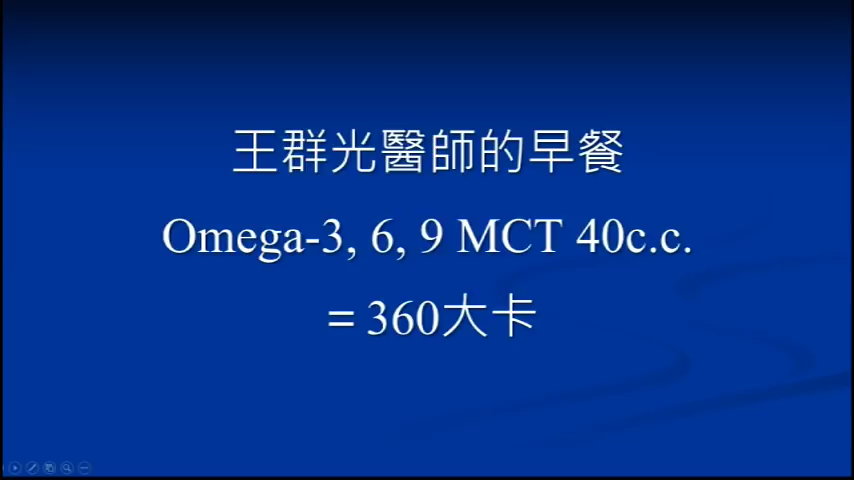 王群光醫師的早餐
Omega-3, 6, 9 MCT 40c.c.
= 360大卡